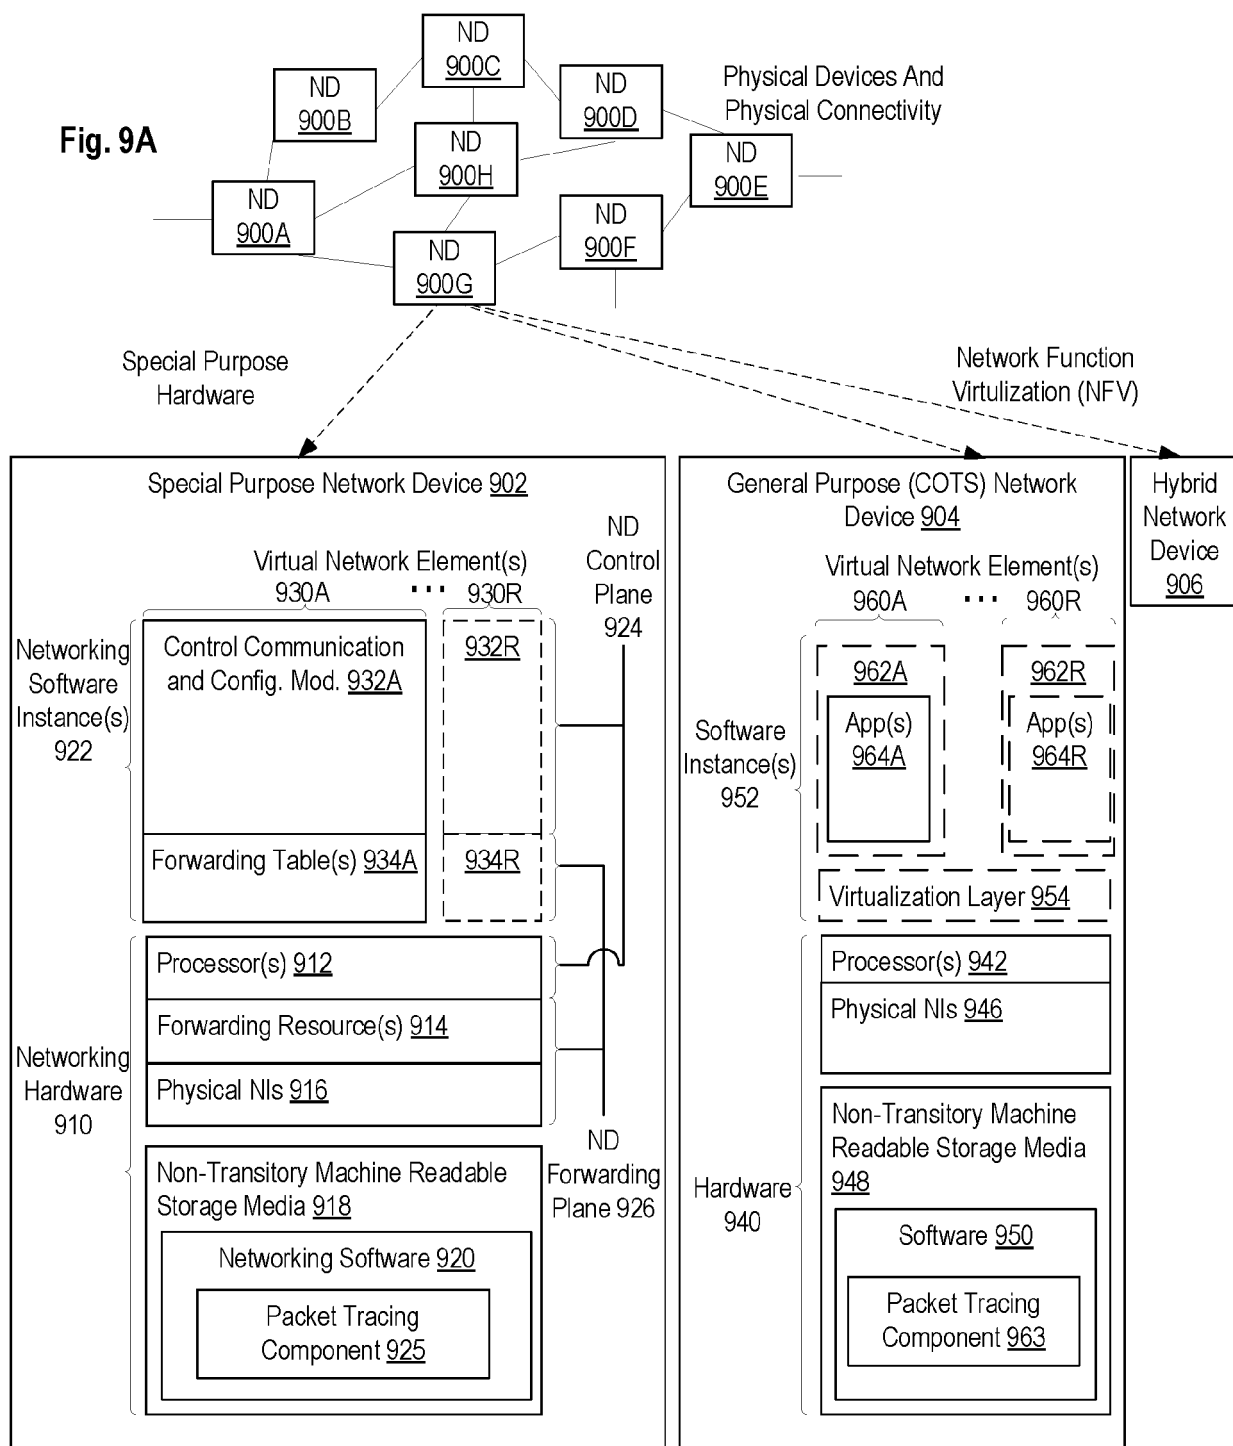 Fig. 9A
ND
900C
ND
900B
ND
900D
Physical Devices And
Physical Connectivity
ND
900H
ND
900E
ND
900A
ND
900F
ND
900G
Special Purpose
Hardware
Network Function
Virtulization (NFV)
Special Purpose Network Device 902
ND
Control
Plane
924
Virtual Network Element(s)
930A
...
930R
Networking
Software
Instance(s)
922
Control Communication
and Config. Mod. 932A
932R
Forwarding Table(s) 934A
934R
Networking
Hardware
910
Processor(s) 912
Forwarding Resource(s) 914
Physical NIs 916
ND
Forwarding
Plane 926
Non-Transitory Machine Readable
Storage Media 918
Networking Software 920
Packet Tracing
Component 925
General Purpose (COTS) Network
Device 904
Virtual Network Element(s)
960A
...
960R
Software
Instance(s)
952
962A
App(s)
964A
962R
App(s)
964R
Virtualization Layer 954
Hardware
940
Processor(s) 942
Physical NIs 946
Non-Transitory Machine
Readable Storage Media
948
Software 950
Packet Tracing
Component 963
Hybrid
Network
Device
906